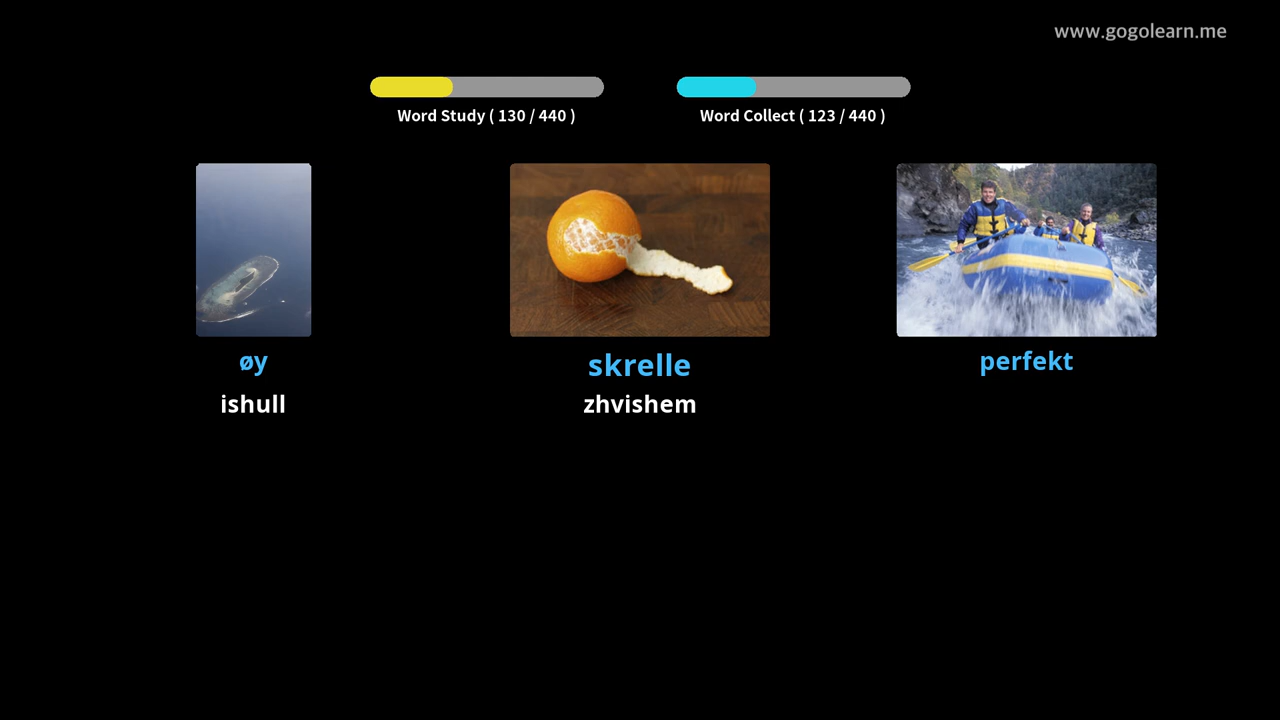 www.gogolearn.me
Word Study ( 130 / 440 )
Word Collect ( 123 / 440 )
øy
skrelle
perfekt
ishull
zhvishem